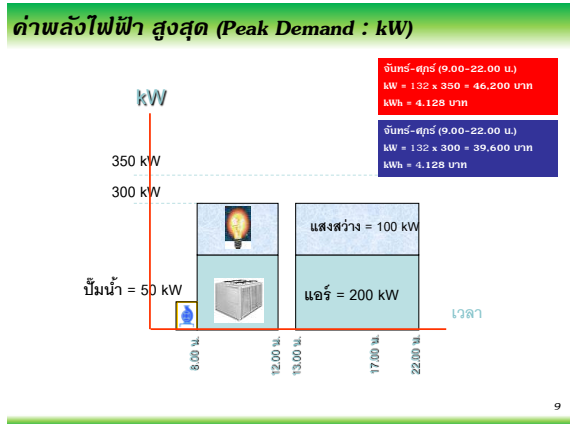 ค่าพลังไฟฟ้า สูงสุด (Peak Demand : kW)
จันทร์-ศุกร์ (9.00-22.00 น.)
kW = 132 x 350 = 46,200 บาท
kWh = 4.128 บาท
จันทร์-ศุกร์ (9.00-22.00 น.)
kW = 132 x 300 = 39,600 บาท
kWh = 4.128 บาท
kW
350 kW
300 kW
แสงสว่าง = 100 kW
ปั๊มน้ำ = 50 kW
แอร์ = 200 kW
เวลา
8.00 น.
12.00 น.
13.00 น.
17.00 น.
22.00 น.
9